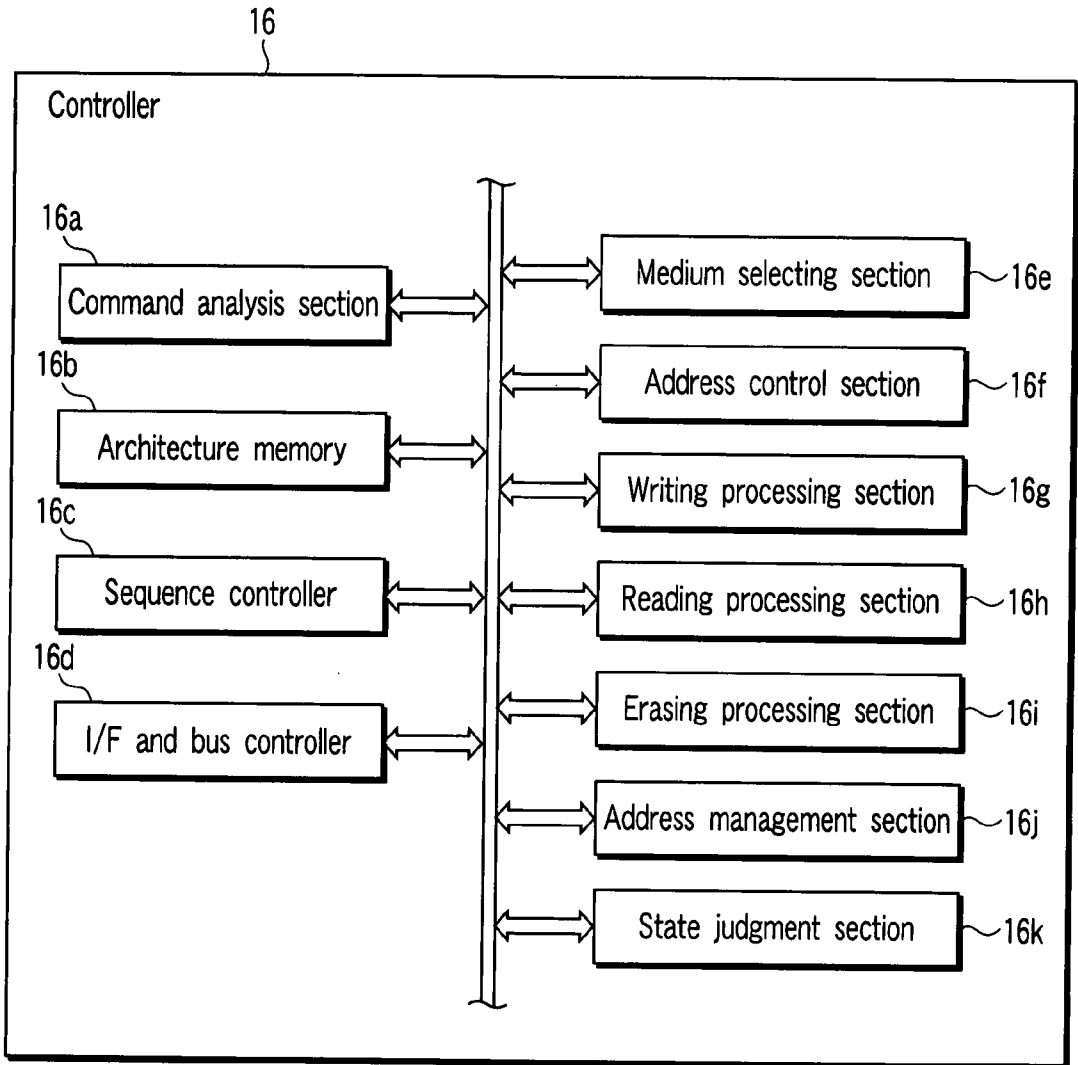 16
Controller
16a
Command analysis section
16b
Architecture memory
16c
Sequence controller
16d
I/F and bus controller
Medium selecting section
16e
Address control section
16f
Writing processing section
16g
Reading processing section
16h
Erasing processing section
16i
Address management section
16j
State judgment section
16k